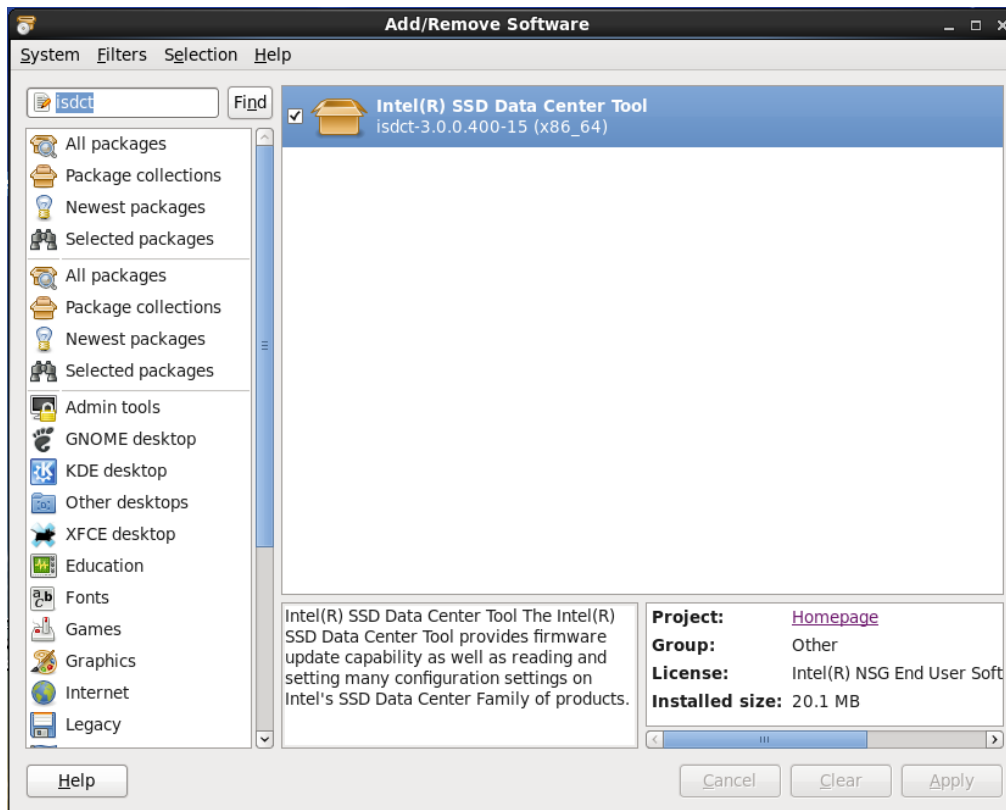 Add/Remove Software
System Filters Selection Help
isdct Find
All packages
Package collections
Newest packages
Selected packages
All packages
Package collections
Newest packages
Selected packages
Admin tools
GNOME desktop
KDE desktop
Other desktops
XFCE desktop
Education
Fonts
Games
Graphics
Internet
Legacy
Intel(R) SSD Data Center Tool
isdct-3.0.0.400-15 (x86_64)
Intel(R) SSD Data Center Tool The Intel(R)
SSD Data Center Tool provides firmware
update capability as well as reading and
setting many configuration settings on
Intel's SSD Data Center Family of products.
Project: Homepage
Group: Other
License: Intel(R) NSG End User Soft
Installed size: 20.1 MB
Help Cancel Clear Apply